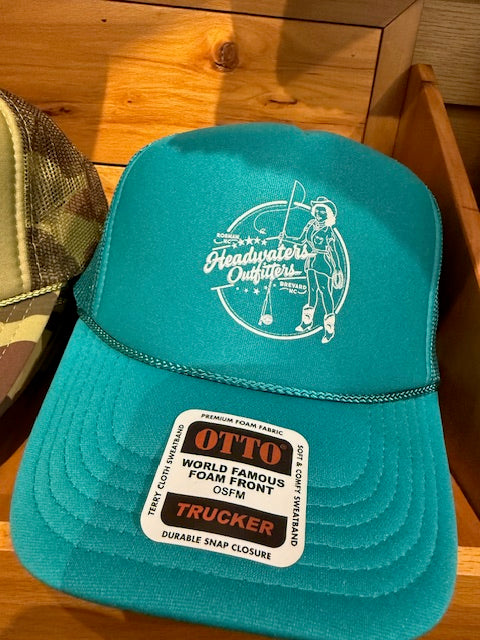 ROSMAN,
NC
Headwaters
Outfitters
BREVARD
NC
PREMIUM FOAM FABRIC
TERRY CLOTH SWEATBAND
OTTO®
WORLD FAMOUS
FOAM FRONT
OSFM
TRUCKER
SOFT & COMFY SWEATBAND
DURABLE SNAP CLOSURE